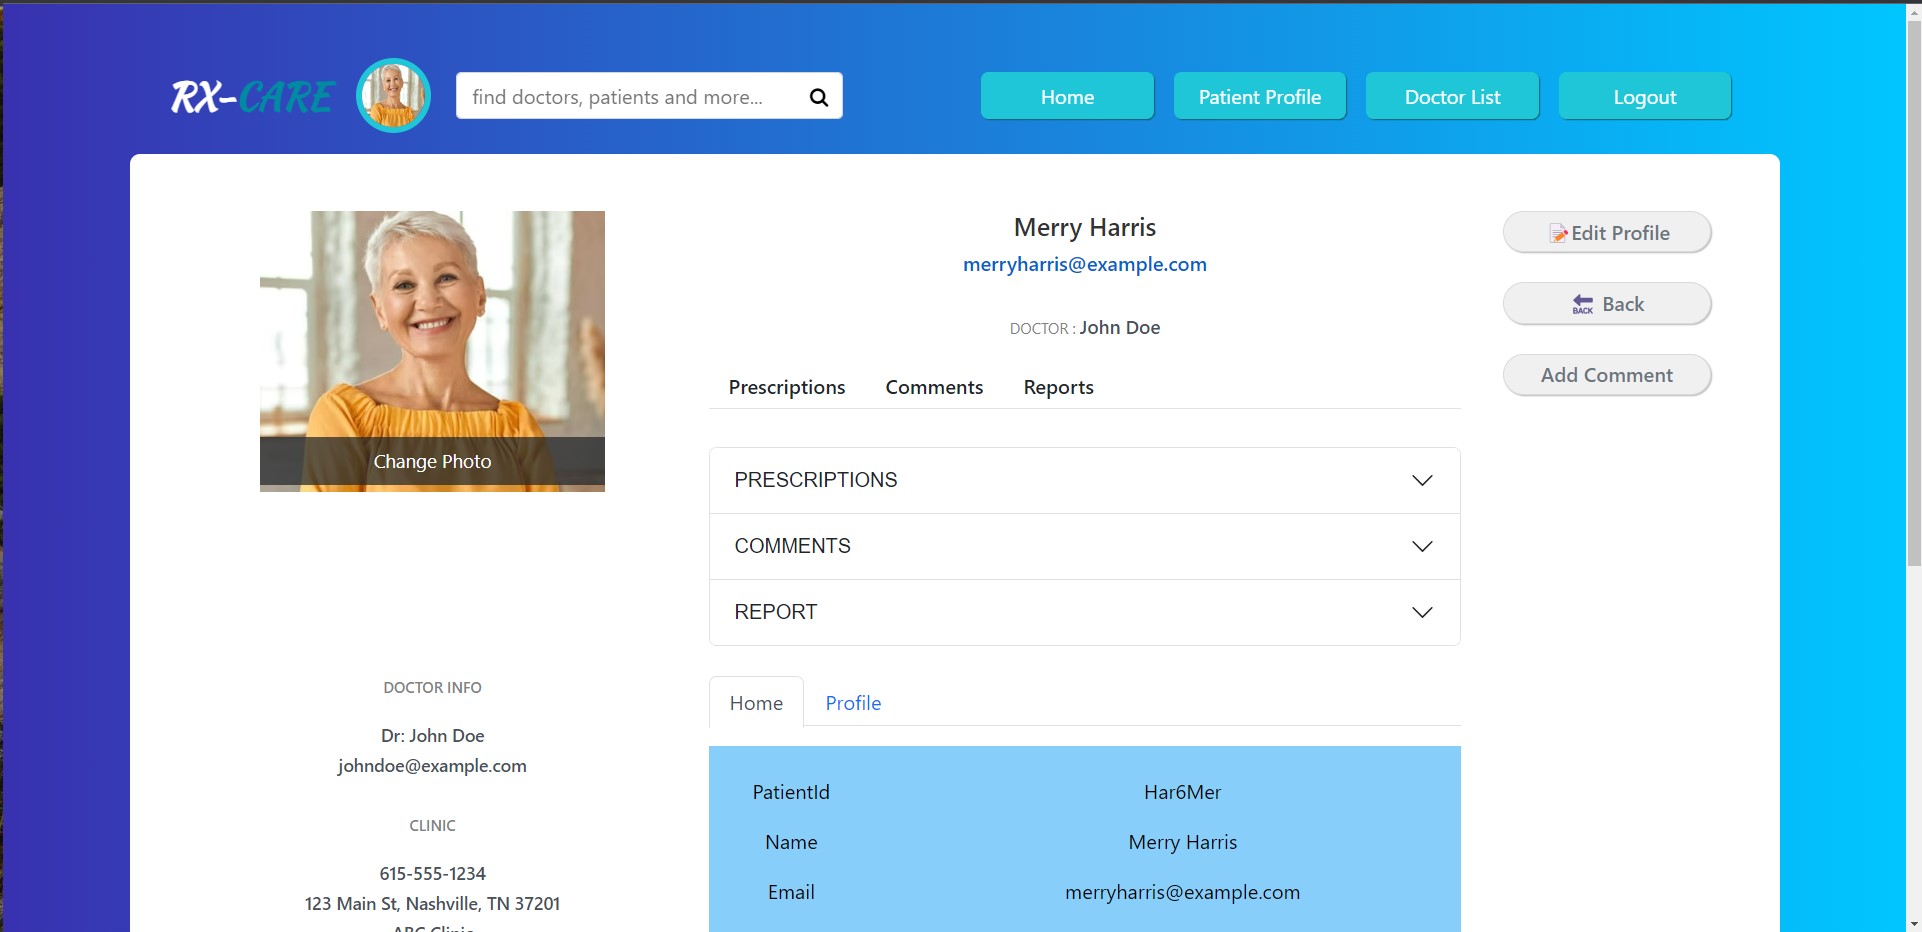 RX-CARE
find doctors, patients and more...
Home
Patient Profile
Doctor List
Logout
Change Photo
Merry Harris
merryharris@example.com
DOCTOR : John Doe
Edit Profile
BACK Back
Add Comment
Prescriptions
Comments
Reports
PRESCRIPTIONS
COMMENTS
REPORT
DOCTOR INFO
Dr: John Doe
johndoe@example.com
CLINIC
615-555-1234
123 Main St, Nashville, TN 37201
ABC Clinic
Home
Profile
PatientId Har6Mer
Name Merry Harris
Email merryharris@example.com